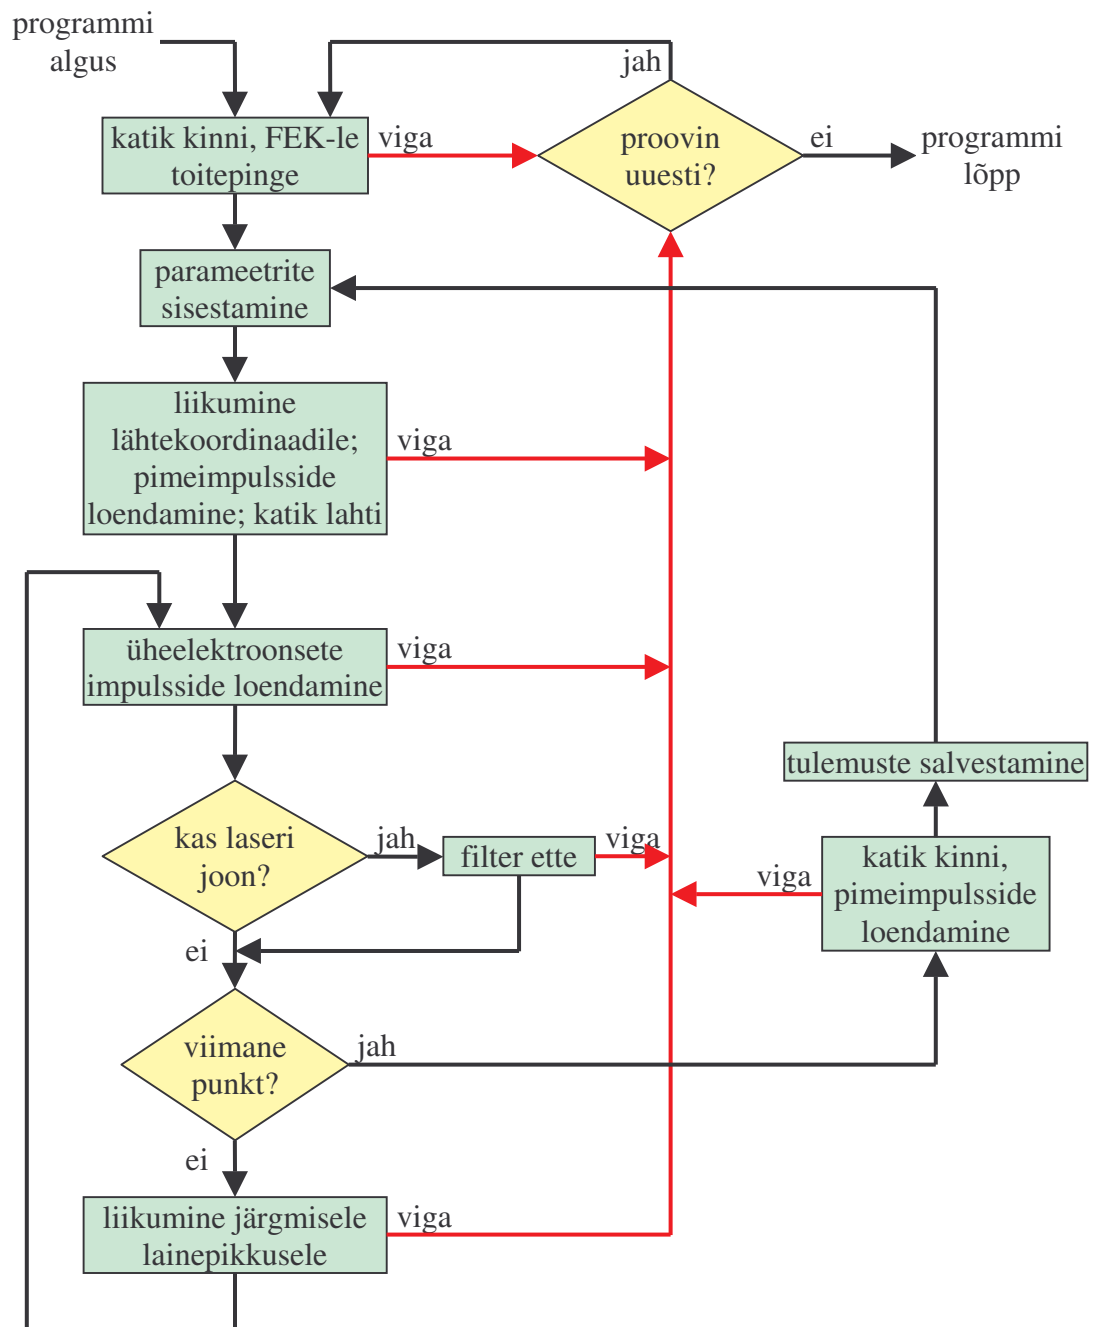 programmi
algus
jah
katik kinni, FEK-le
toitepinge
viga
proovin
uuesti?
ei
programmi
lõpp
parameetrite
sisestamine
liikumine
lähtekoordinaadile;
pimeimpulsside
loendamine; katik lahti
viga
üheelektroonsete
impulsside loendamine
viga
tulemuste salvestamine
kas laseri
joon?
jah
filter ette
viga
katik kinni,
pimeimpulsside
loendamine
viga
ei
viimane
punkt?
jah
ei
liikumine järgmisele
lainepikkusele
viga